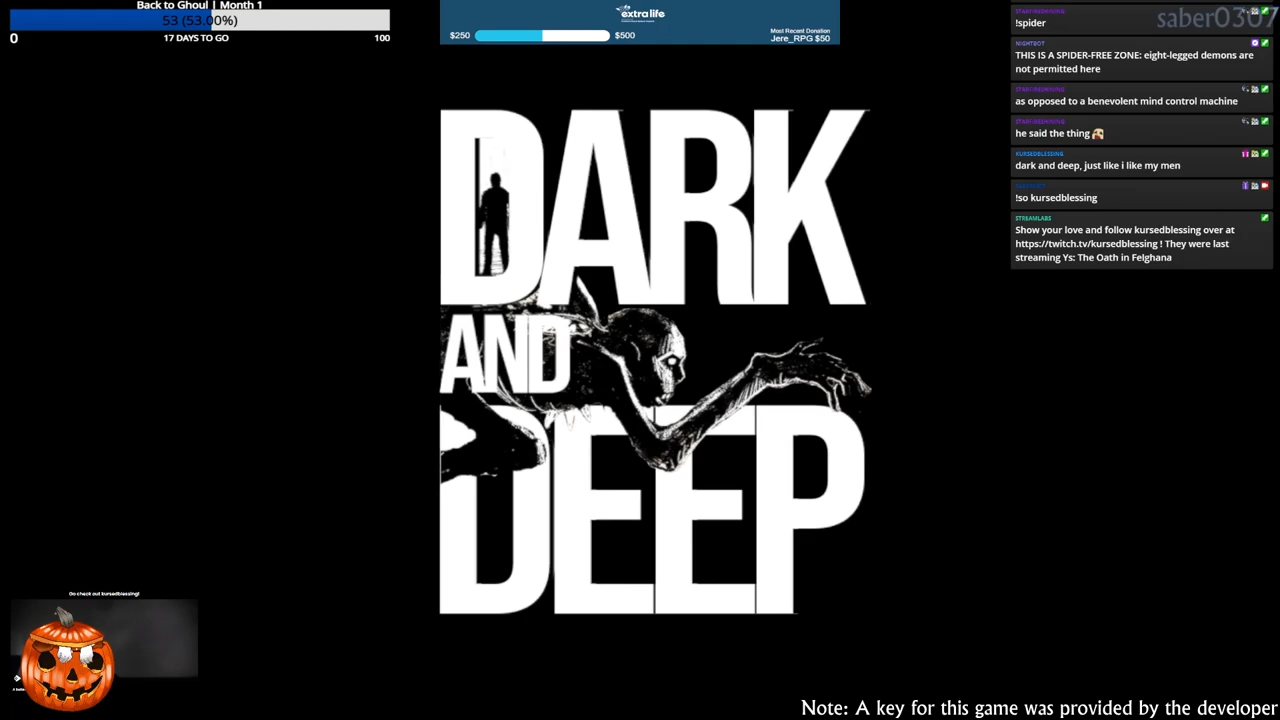 Back to Ghoul | Month 1
53 (53.00%)
0
17 DAYS TO GO
100
extralife
$250
$500
Most Recent Donation
Jere_RPG $50
!spider
NIGHTBOT
THIS IS A SPIDER-FREE ZONE: eight-legged demons are
not permitted here
as opposed to a benevolent mind control machine
he said the thing
KURSEDBLESSING
dark and deep, just like i like my men
!so kursedblessing
STREAMLABS
Show your love and follow kursedblessing over at
https://twitch.tv/kursedblessing ! They were last
streaming Ys: The Oath in Felghana
DARK
AND
DEEP
Go check out kursedblessing!
Note: A key for this game was provided by the developer